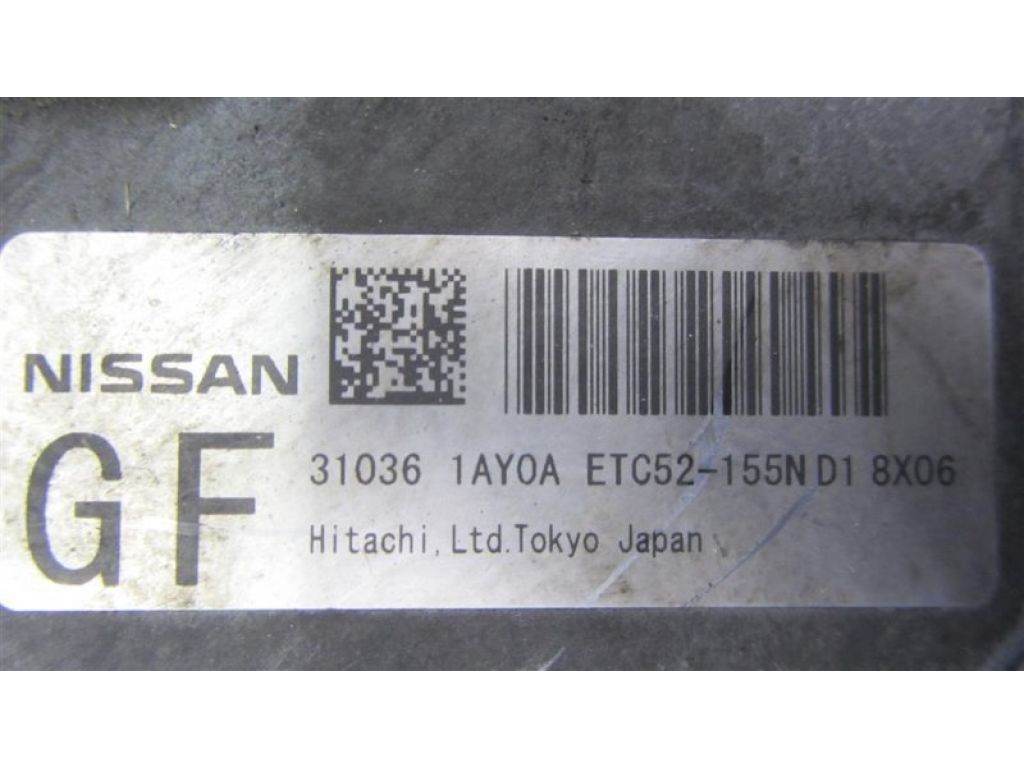 NISSAN
GF
31036 1AY0A ETC52-155N D1 8X06
Hitachi, Ltd. Tokyo Japan